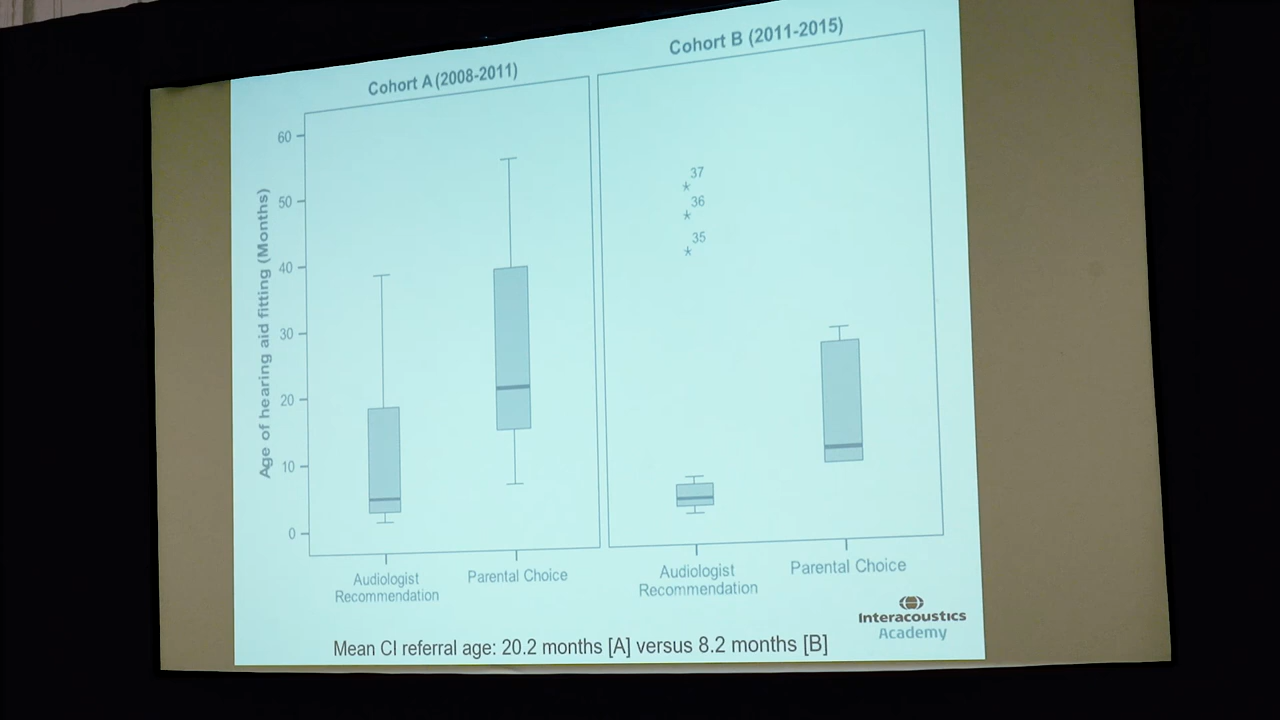 Cohort A (2008-2011)
Cohort B (2011-2015)
Age of hearing aid fitting (Months)
60
50
40
30
20
10
0
37
36
35
Audiologist
Recommendation
Parental Choice
Audiologist
Recommendation
Parental Choice
Interacoustics
Academy
Mean CI referral age: 20.2 months [A] versus 8.2 months [B]